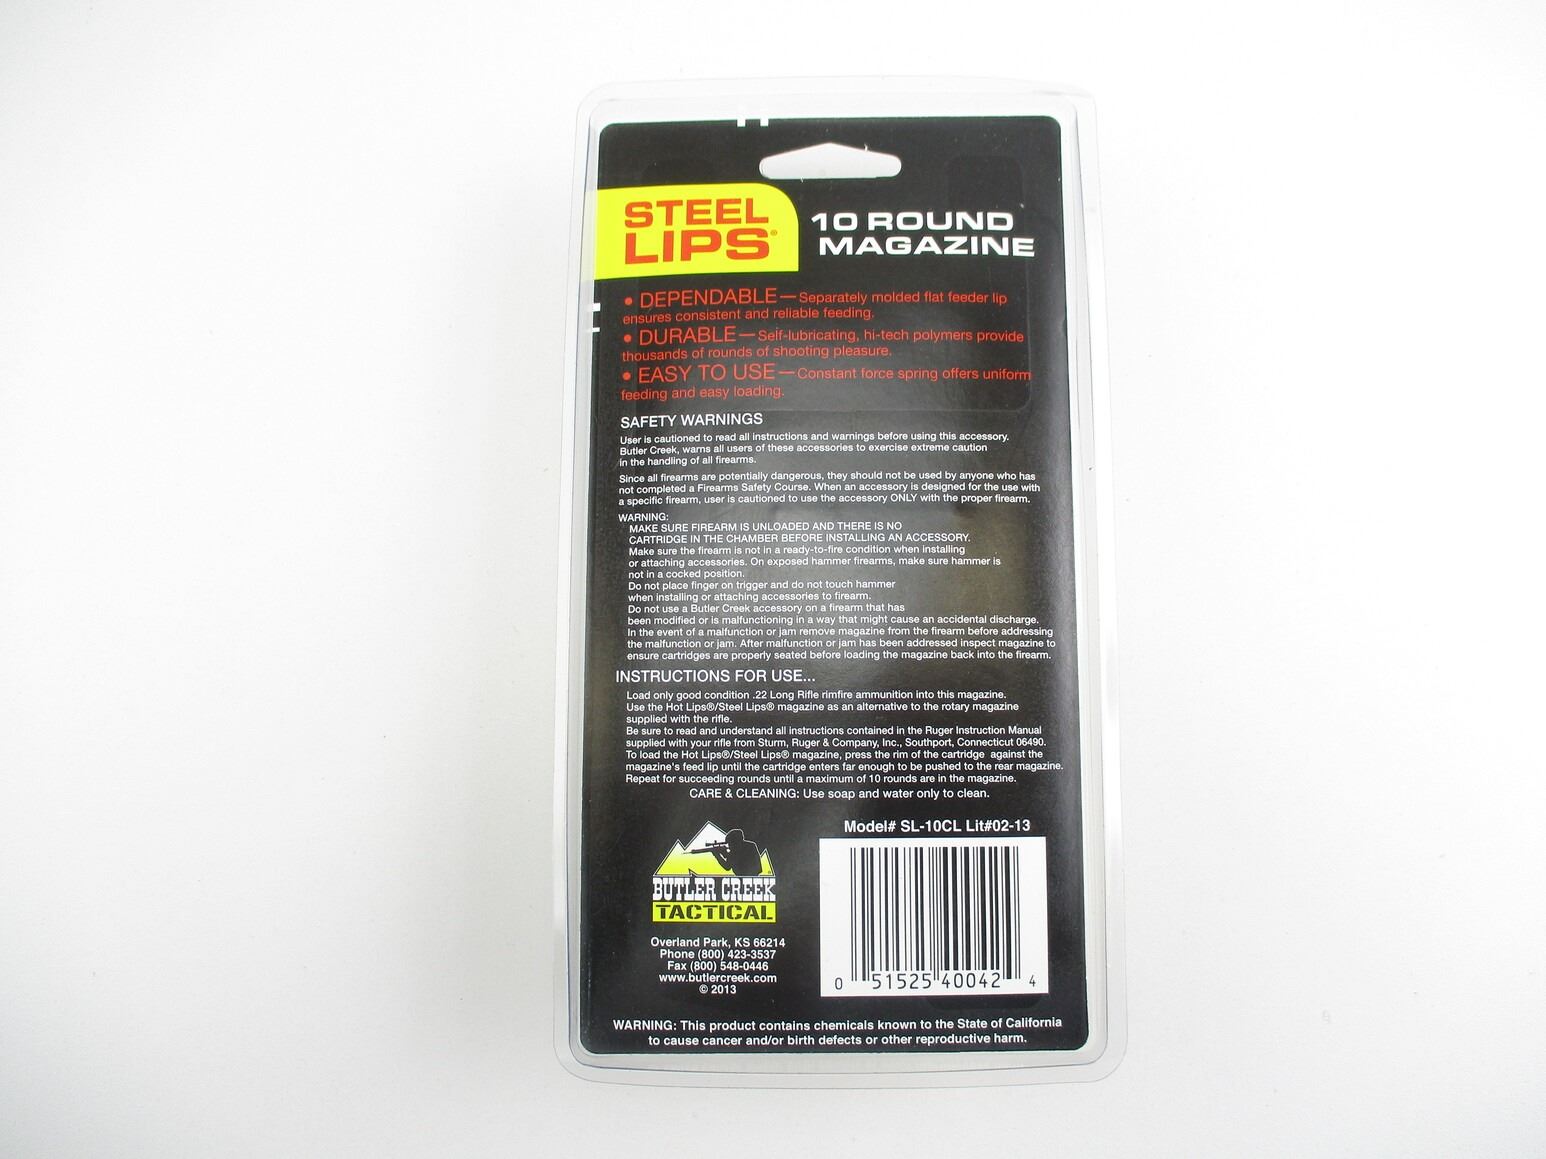 STEEL
LIPS®
10 ROUND
MAGAZINE
• DEPENDABLE — Separately molded flat feeder lip
ensures consistent and reliable feeding.
• DURABLE — Self-lubricating, hi-tech polymers provide
thousands of rounds of shooting pleasure.
• EASY TO USE — Constant force spring offers uniform
feeding and easy loading.
SAFETY WARNINGS
User is cautioned to read all instructions and warnings before using this accessory.
Butler Creek, warns all users of these accessories to exercise extreme caution
in the handling of all firearms.
Since all firearms are potentially dangerous, they should not be used by anyone who has
not completed a Firearms Safety Course. When an accessory is designed for the use with
a specific firearm, user is cautioned to use the accessory ONLY with the proper firearm.
WARNING:
MAKE SURE FIREARM IS UNLOADED AND THERE IS NO
CARTRIDGE IN THE CHAMBER BEFORE INSTALLING AN ACCESSORY.
Make sure the firearm is not in a ready-to-fire condition when installing
or attaching accessories. On exposed hammer firearms, make sure hammer is
not in a cocked position.
Do not place finger on trigger and do not touch hammer
when installing or attaching accessories to firearm.
Do not use a Butler Creek accessory on a firearm that has
been modified or is malfunctioning in a way that might cause an accidental discharge.
In the event of a malfunction or jam remove magazine from the firearm before addressing
the malfunction or jam. After malfunction or jam has been addressed inspect magazine to
ensure cartridges are properly seated before loading the magazine back into the firearm.
INSTRUCTIONS FOR USE...
Load only good condition .22 Long Rifle rimfire ammunition into this magazine.
Use the Hot Lips®/Steel Lips® magazine as an alternative to the rotary magazine
supplied with the rifle.
Be sure to read and understand all instructions contained in the Ruger Instruction Manual
supplied with your rifle from Sturm, Ruger & Company, Inc., Southport, Connecticut 06490.
To load the Hot Lips®/Steel Lips® magazine, press the rim of the cartridge against the
magazine's feed lip until the cartridge enters far enough to be pushed to the rear magazine.
Repeat for succeeding rounds until a maximum of 10 rounds are in the magazine.
CARE & CLEANING: Use soap and water only to clean.
BUTLER CREEK
TACTICAL
Overland Park, KS 66214
Phone (800) 423-3537
Fax (800) 548-0446
www.butlercreek.com
© 2013
Model# SL-10CL Lit#02-13
0 51525 40042 4
WARNING: This product contains chemicals known to the State of California
to cause cancer and/or birth defects or other reproductive harm.